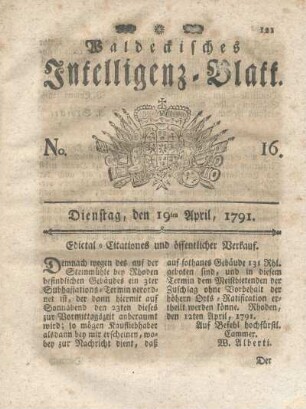 121
Waldeckisches
Intelligenz-Blatt.
No. 16.
Dienstag, den 19ten April, 1791.
Edictal-Citationes und öffentlicher Verkauf.
Demnach wegen des auf der
Steinmühle bey Rhoden
befindlichen Gebäudes ein 3ter
Subhastations-Termin verord-
net ist, der dann hiermit auf
Sonnabend den 23ten dieses
zur Vormittagszeit anberaumt
wird; so mögen Kaufliebhaber
alsdann bey mir erscheinen, wo-
bey zur Nachricht dient, daß
auf sothanes Gebäude 131 Rthl.
geboten sind, und in diesem
Termin dem Meistbietenden der
Zuschlag ohne Vorbehalt der
höhern Orts-Ratification er-
theilt werden könne. Rhoden,
den 12ten April, 1791.
Auf Befehl hochfürstl.
Cammer.
W. Alberti.
Der